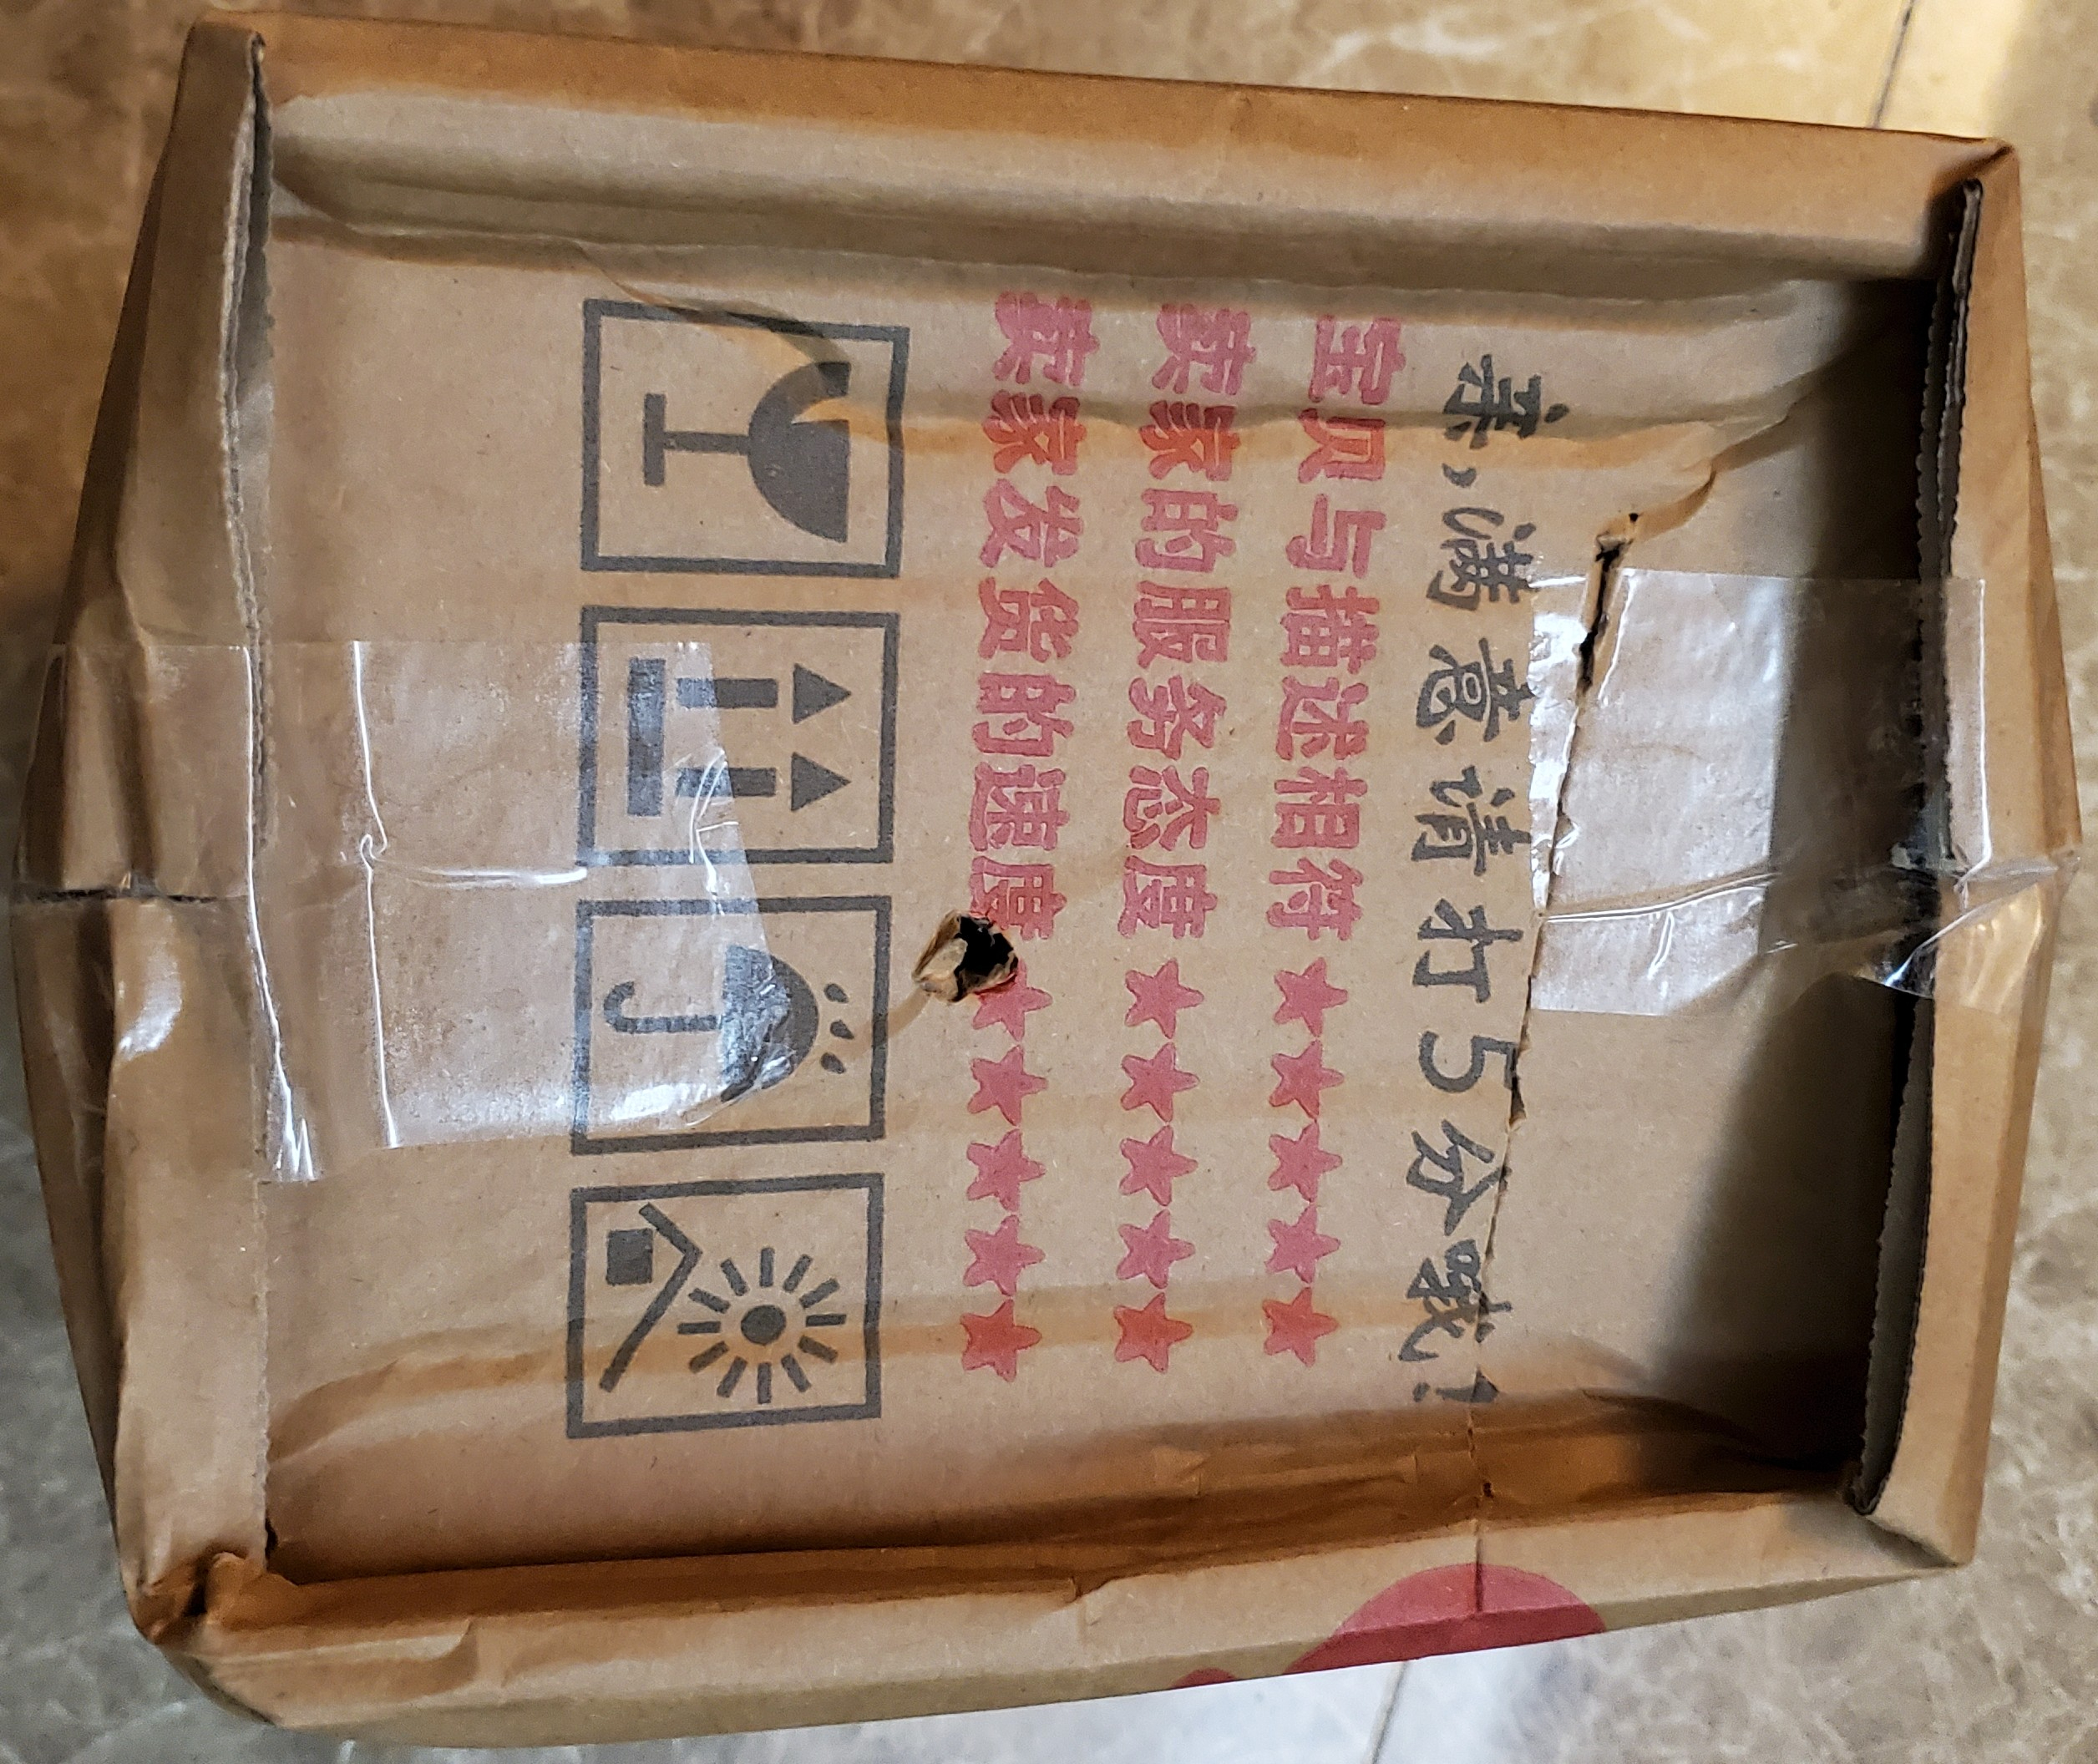 亲,满意请打5分哦!
宝贝与描述相符★★★★★
卖家的服务态度★★★★★
卖家发货的速度★★★★★